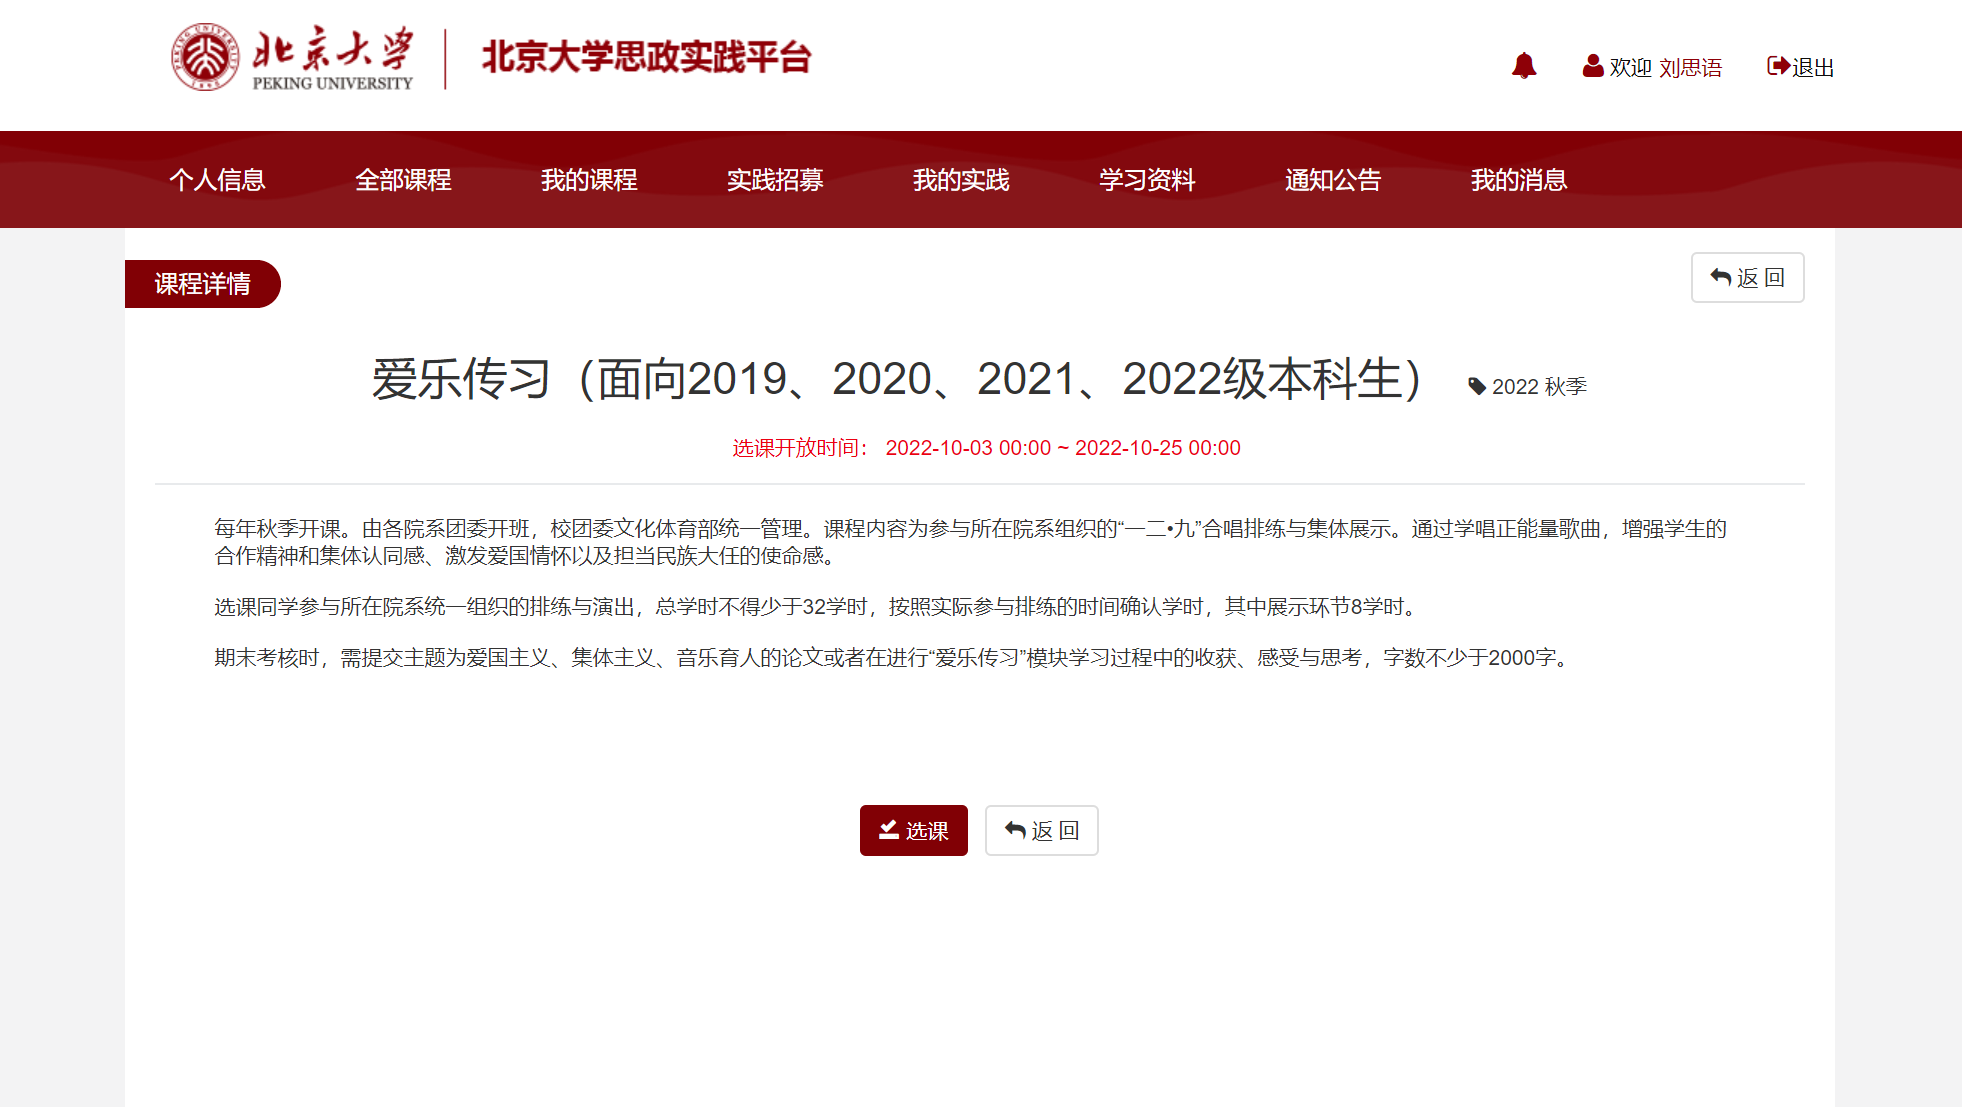 北京大学
PEKING UNIVERSITY
北京大学思政实践平台
欢迎 刘思语
退出
个人信息 全部课程 我的课程 实践招募 我的实践 学习资料 通知公告 我的消息
课程详情
返 回
爱乐传习（面向2019、2020、2021、2022级本科生） 2022 秋季
选课开放时间： 2022-10-03 00:00 ~ 2022-10-25 00:00
每年秋季开课。由各院系团委开班，校团委文化体育部统一管理。课程内容为参与所在院系组织的“一二•九”合唱排练与集体展示。通过学唱正能量歌曲，增强学生的
合作精神和集体认同感、激发爱国情怀以及担当民族大任的使命感。
选课同学参与所在院系统一组织的排练与演出，总学时不得少于32学时，按照实际参与排练的时间确认学时，其中展示环节8学时。
期末考核时，需提交主题为爱国主义、集体主义、音乐育人的论文或者在进行“爱乐传习”模块学习过程中的收获、感受与思考，字数不少于2000字。
选课
返 回